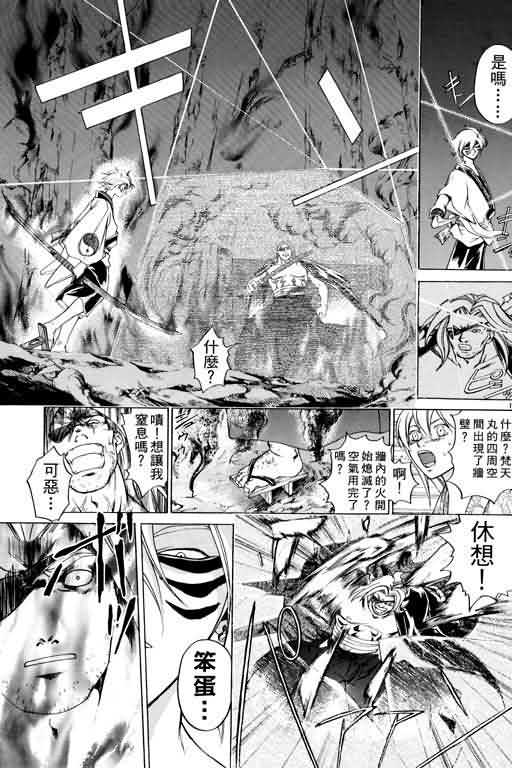 是嗎……
什麼?
什麼？梵天
丸的四周空
間出現了牆
壁？
火啊！
牆內的火開
始熄滅了？
空氣用完了
嗎？
嘖！想讓我
窒息嗎？
可惡！
休想！
笨蛋…